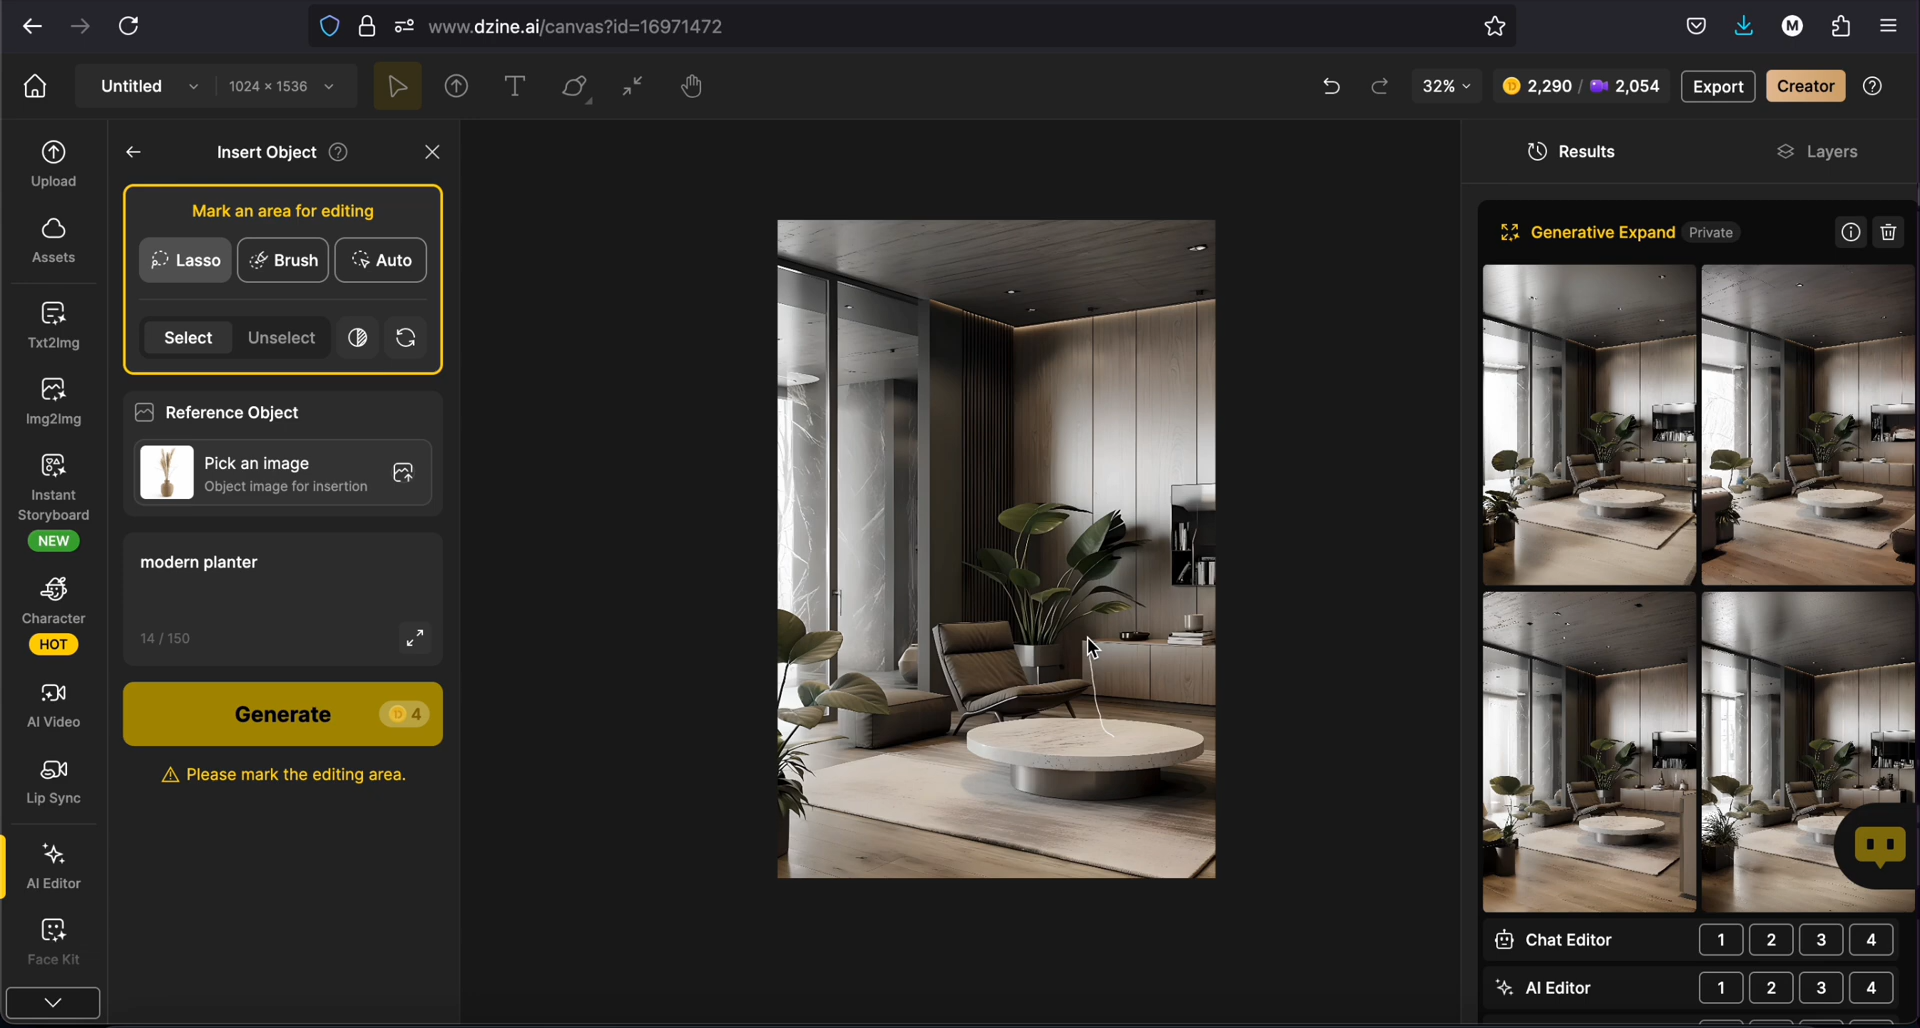 www.dzine.ai/canvas?id=16971472
M
Untitled
1024 × 1536
32%
2,290 / 2,054
Export
Creator
Upload
Assets
Txt2Img
Img2Img
Instant
Storyboard
NEW
Character
HOT
AI Video
Lip Sync
AI Editor
Face Kit
Insert Object
Mark an area for editing
Lasso
Brush
Auto
Select
Unselect
Reference Object
Pick an image
Object image for insertion
modern planter
14 / 150
Generate
4
Please mark the editing area.
Results
Layers
Generative Expand Private
Chat Editor 1 2 3 4
AI Editor 1 2 3 4